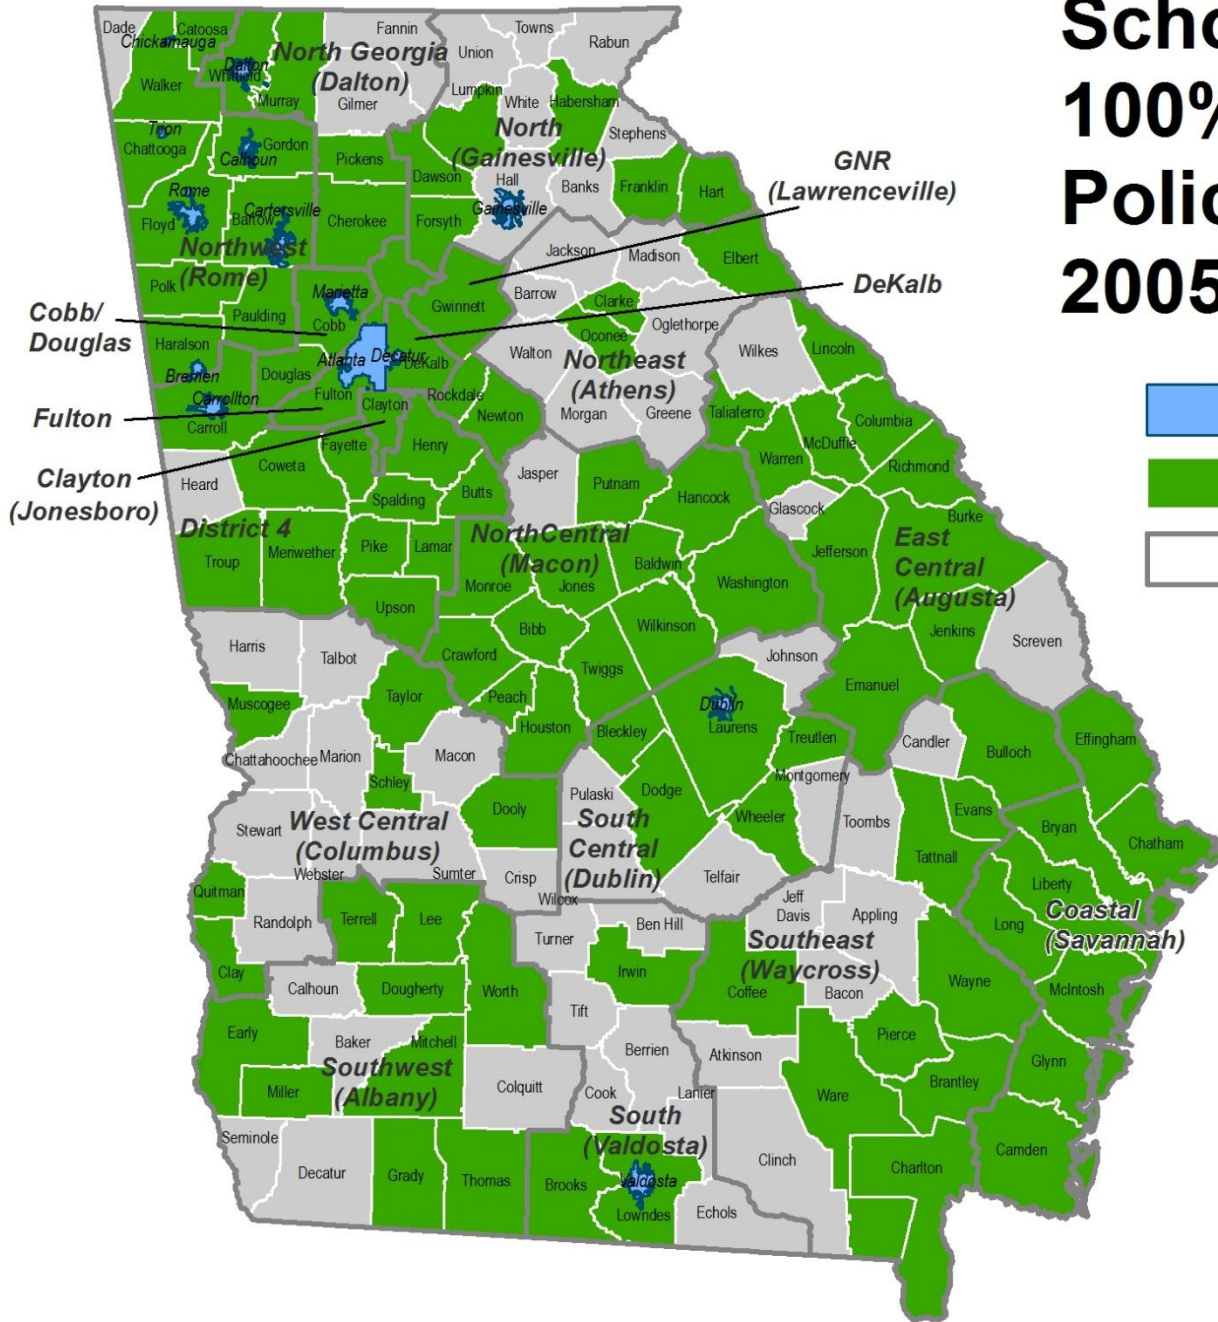 Scho
100%
Polic
2005
Dade
Catoosa
Chickamauga
Fannin
Towns
Union
Rabun
North Georgia
(Dalton)
Dalton
Whitfield
Walker
Murray
Gilmer
Lumpkin
White
Habersham
North
(Gainesville)
Stephens
Trion
Chattooga
Gordon
Calhoun
Pickens
Dawson
Hall
Banks
Franklin
Hart
GNR
(Lawrenceville)
Rome
Floyd
Cartersville
Bartow
Cherokee
Forsyth
Gainesville
Northwest
(Rome)
Jackson
Madison
Elbert
Polk
Paulding
Marietta
Cobb
Gwinnett
Barrow
Clarke
Oconee
Oglethorpe
DeKalb
Cobb/
Douglas
Haralson
Bremen
Douglas
Atlanta
Decatur
DeKalb
Walton
Northeast
(Athens)
Wilkes
Lincoln
Carrollton
Carroll
Fulton
Clayton
Rockdale
Newton
Morgan
Greene
Taliaferro
Columbia
McDuffie
Fulton
Fayette
Henry
Warren
Richmond
Clayton
(Jonesboro)
Heard
Coweta
Spalding
Butts
Jasper
Putnam
Hancock
Glascock
Burke
District 4
Troup
Meriwether
Pike
Lamar
NorthCentral
(Macon)
Monroe
Jones
Baldwin
Washington
Jefferson
East
Central
(Augusta)
Upson
Bibb
Wilkinson
Jenkins
Screven
Harris
Talbot
Crawford
Twiggs
Johnson
Emanuel
Muscogee
Taylor
Peach
Houston
Bleckley
Dublin
Laurens
Treutlen
Candler
Bulloch
Effingham
Chattahoochee
Marion
Macon
Schley
Dooly
Pulaski
Dodge
Montgomery
Wheeler
Toombs
Evans
Bryan
Chatham
Stewart
West Central
(Columbus)
South
Central
(Dublin)
Tattnall
Webster
Sumter
Crisp
Wilcox
Telfair
Liberty
Quitman
Randolph
Terrell
Lee
Turner
Ben Hill
Jeff
Davis
Appling
Long
Coastal
(Savannah)
Southeast
(Waycross)
Clay
Calhoun
Dougherty
Worth
Irwin
Coffee
Bacon
Wayne
McIntosh
Tift
Early
Baker
Mitchell
Berrien
Atkinson
Pierce
Glynn
Southwest
(Albany)
Miller
Colquitt
Cook
Lanier
Ware
Brantley
South
(Valdosta)
Seminole
Decatur
Grady
Thomas
Brooks
Valdosta
Lowndes
Echols
Clinch
Charlton
Camden